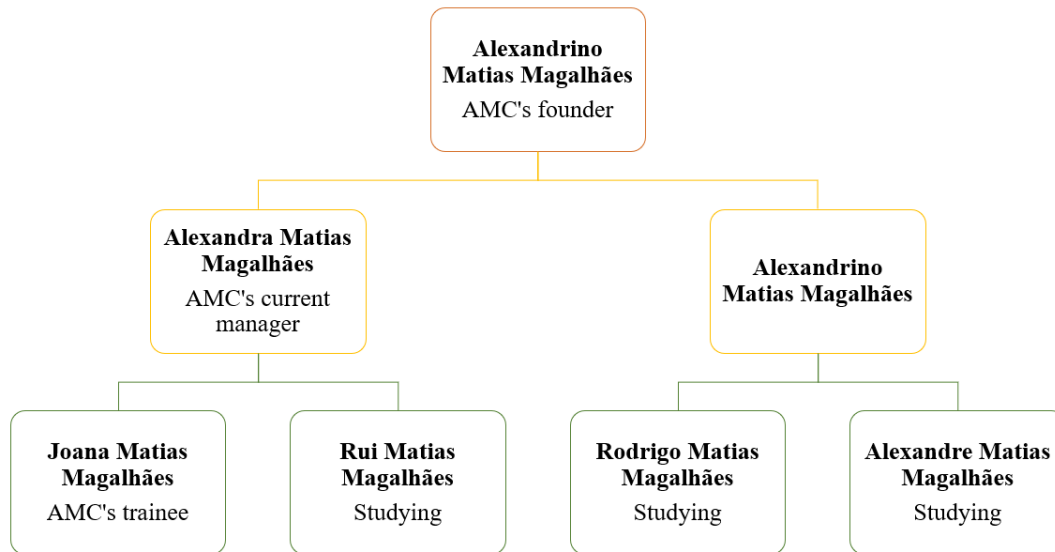 Alexandrino
Matias Magalhães
AMC's founder
Alexandra Matias
Magalhães
AMC's current
manager
Alexandrino
Matias Magalhães
Joana Matias
Magalhães
AMC's trainee
Rui Matias
Magalhães
Studying
Rodrigo Matias
Magalhães
Studying
Alexandre Matias
Magalhães
Studying